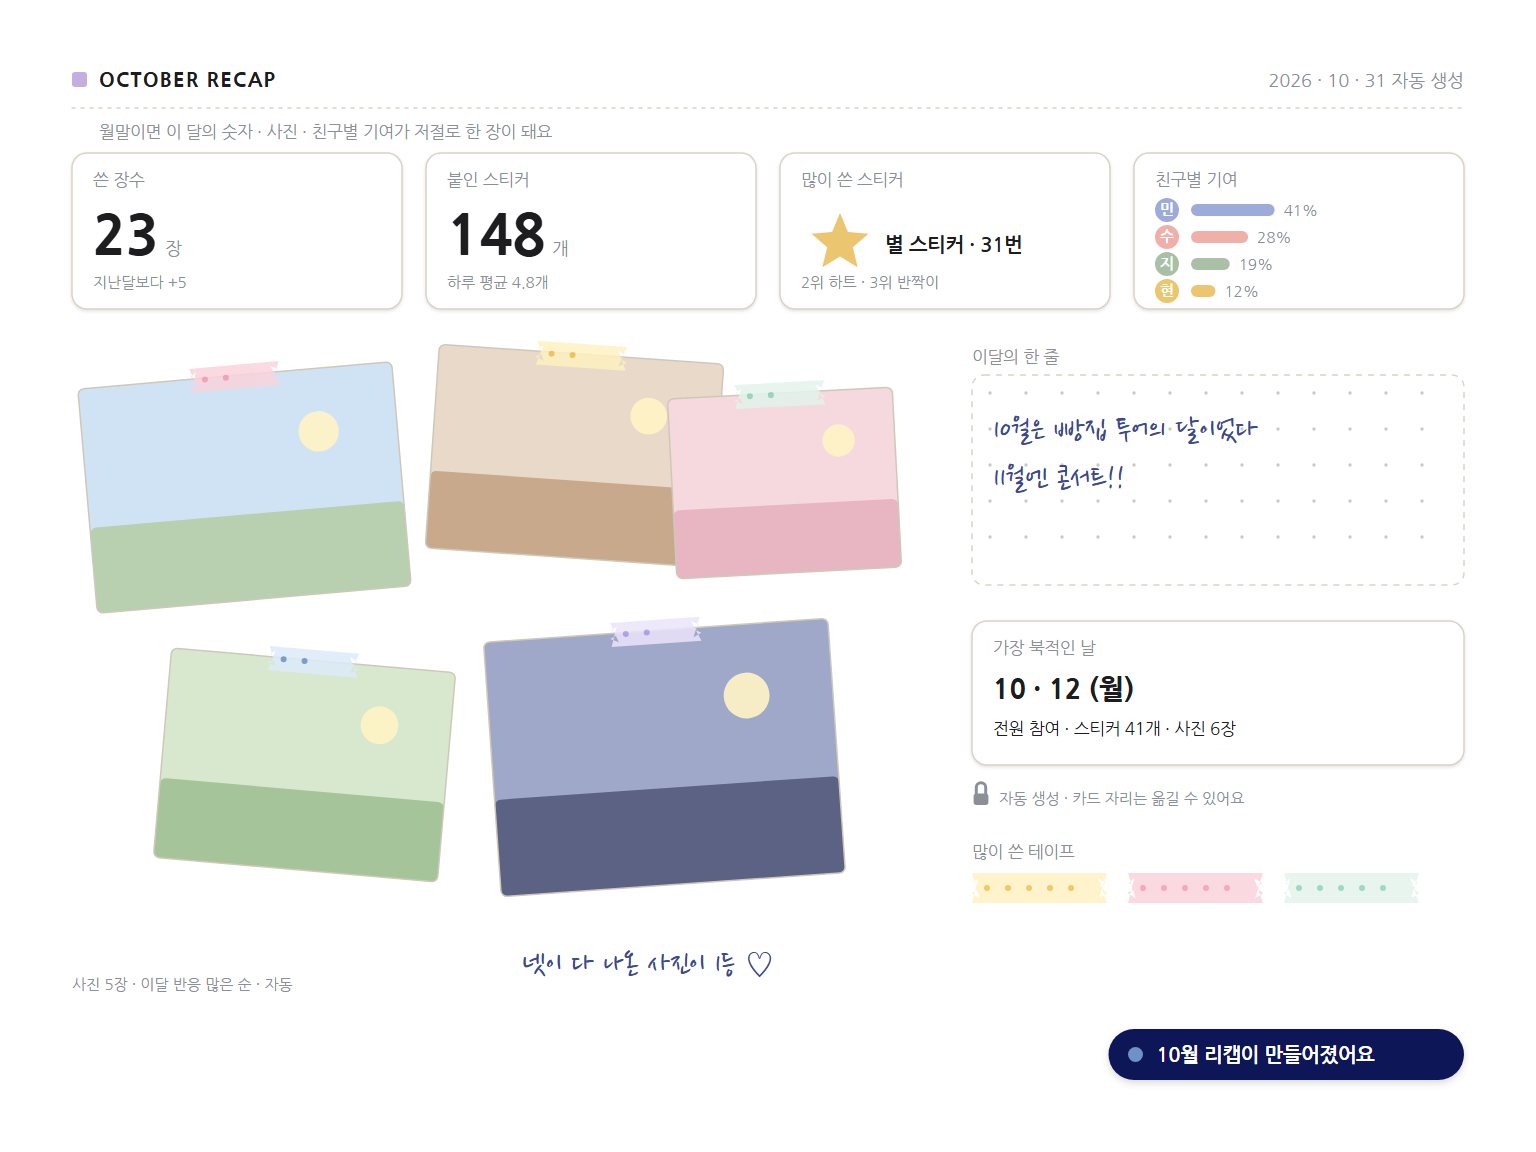 OCTOBER RECAP
2026 · 10 · 31 자동 생성
월말이면 이 달의 숫자 · 사진 · 친구별 기여가 저절로 한 장이 돼요
쓴 장수
23 장
지난달보다 +5
붙인 스티커
148 개
하루 평균 4.8개
많이 쓴 스티커
별 스티커 · 31번
2위 하트 · 3위 반짝이
친구별 기여
민 41%
수 28%
지 19%
현 12%
이달의 한 줄
10월은 빵집 투어의 달이었다
11월엔 콘서트!!
가장 북적인 날
10 · 12 (월)
전원 참여 · 스티커 41개 · 사진 6장
자동 생성 · 카드 자리는 옮길 수 있어요
많이 쓴 테이프
넷이 다 나온 사진이 1등 ♡
사진 5장 · 이달 반응 많은 순 · 자동
10월 리캡이 만들어졌어요